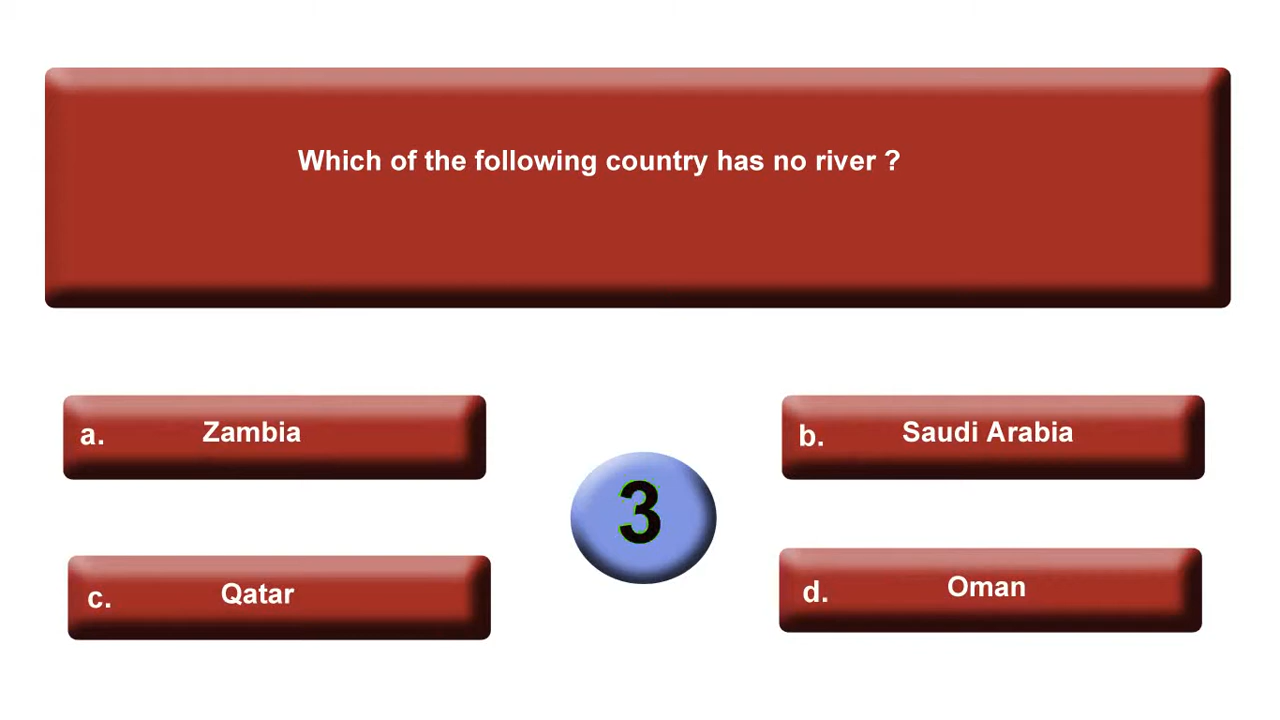 Which of the following country has no river ?
a. Zambia
b. Saudi Arabia
3
c. Qatar
d. Oman